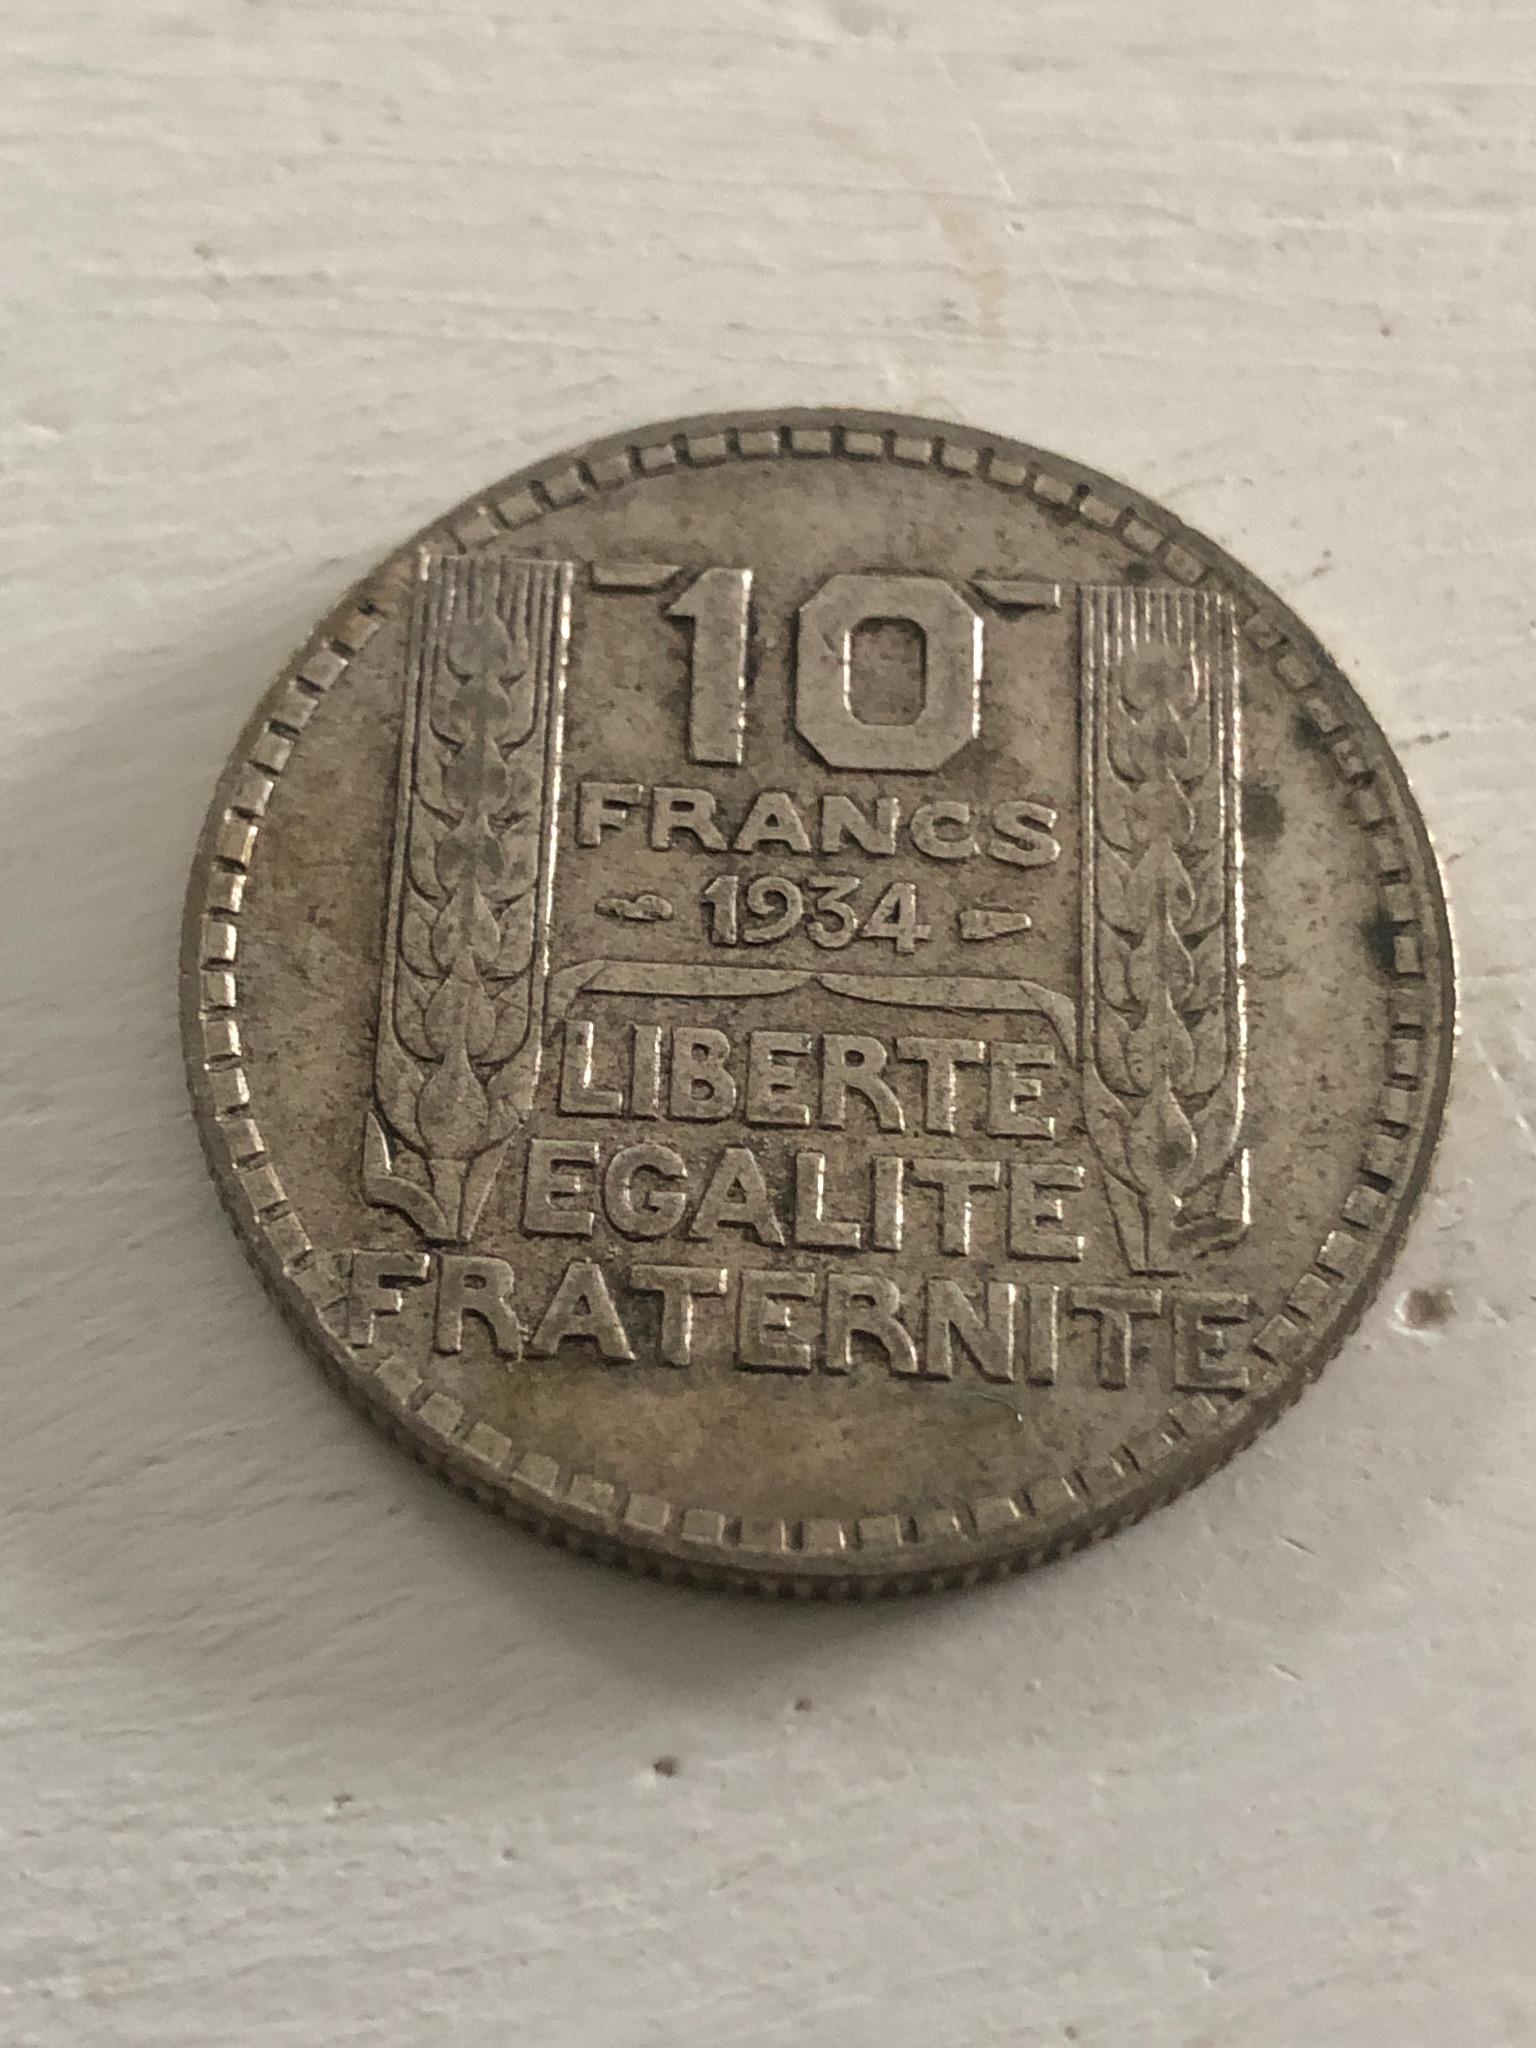 10
FRANCS
1934
LIBERTE
EGALITE
FRATERNITE